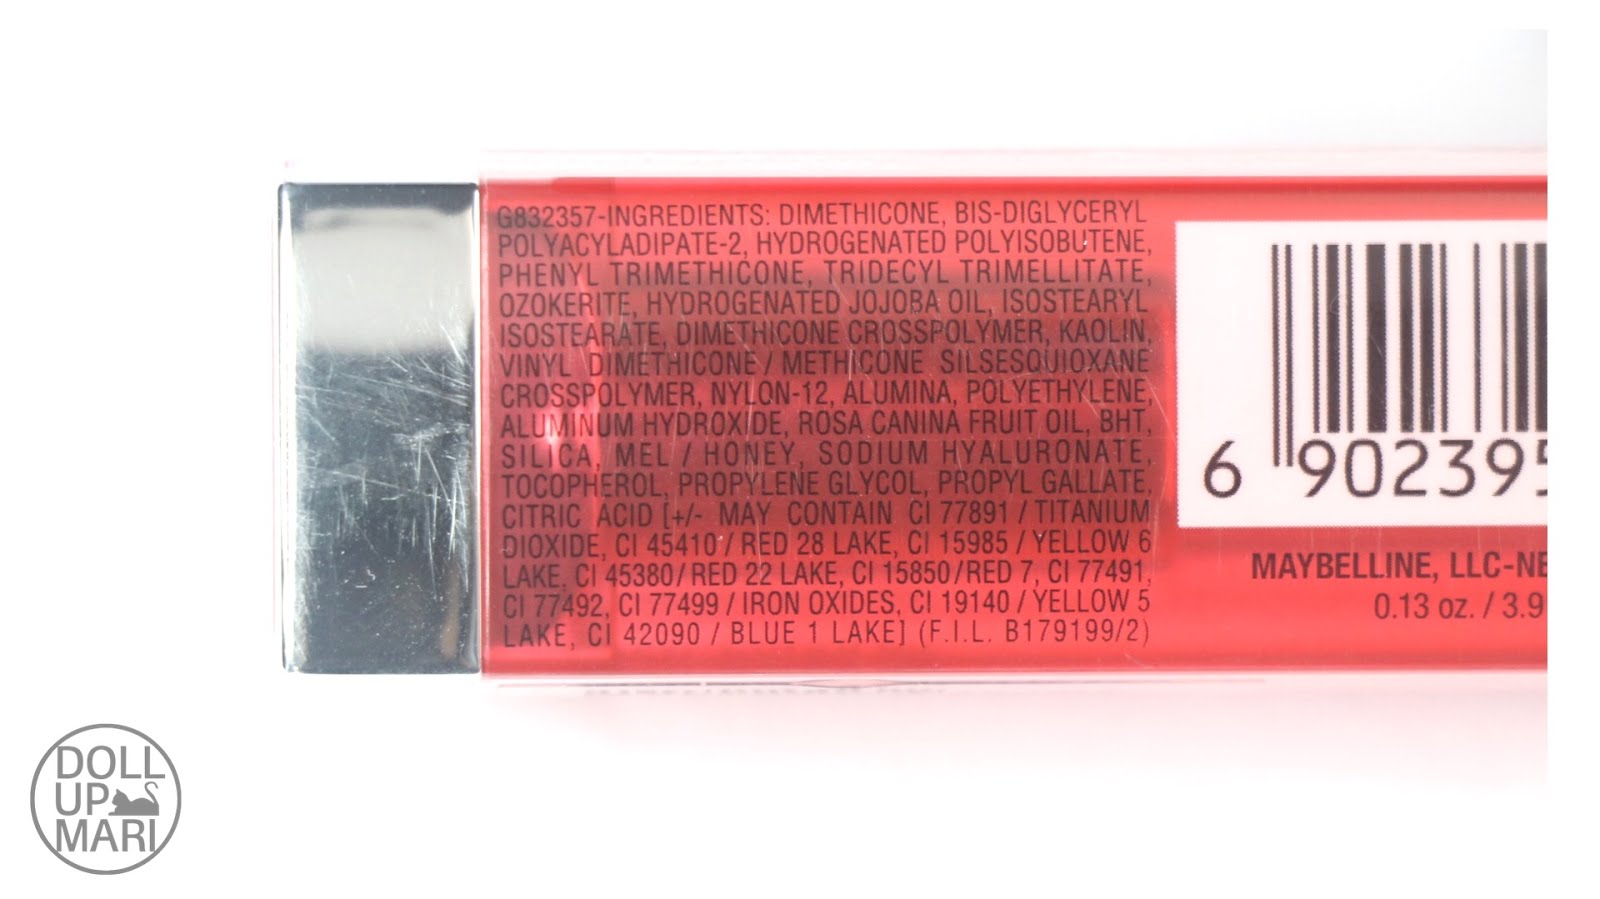 G832357-INGREDIENTS: DIMETHICONE, BIS-DIGLYCERYL
POLYACYLADIPATE-2, HYDROGENATED POLYISOBUTENE,
PHENYL TRIMETHICONE, TRIDECYL TRIMELLITATE,
OZOKERITE, HYDROGENATED JOJOBA OIL, ISOSTEARYL
ISOSTEARATE, DIMETHICONE CROSSPOLYMER, KAOLIN,
VINYL DIMETHICONE / METHICONE SILSESQUIOXANE
CROSSPOLYMER, NYLON-12, ALUMINA, POLYETHYLENE,
ALUMINUM HYDROXIDE, ROSA CANINA FRUIT OIL, BHT,
SILICA, MEL / HONEY, SODIUM HYALURONATE,
TOCOPHEROL, PROPYLENE GLYCOL, PROPYL GALLATE,
CITRIC ACID [+/- MAY CONTAIN CI 77891 / TITANIUM
DIOXIDE, CI 45410 / RED 28 LAKE, CI 15985 / YELLOW 6
LAKE, CI 45380/ RED 22 LAKE, CI 15850/RED 7, CI 77491,
CI 77492, CI 77499 / IRON OXIDES, CI 19140 / YELLOW 5
LAKE, CI 42090 / BLUE 1 LAKE] (F.I.L. B179199/2)
6 902395
MAYBELLINE, LLC-NE
0.13 oz. / 3.9
DOLL
UP
MARI